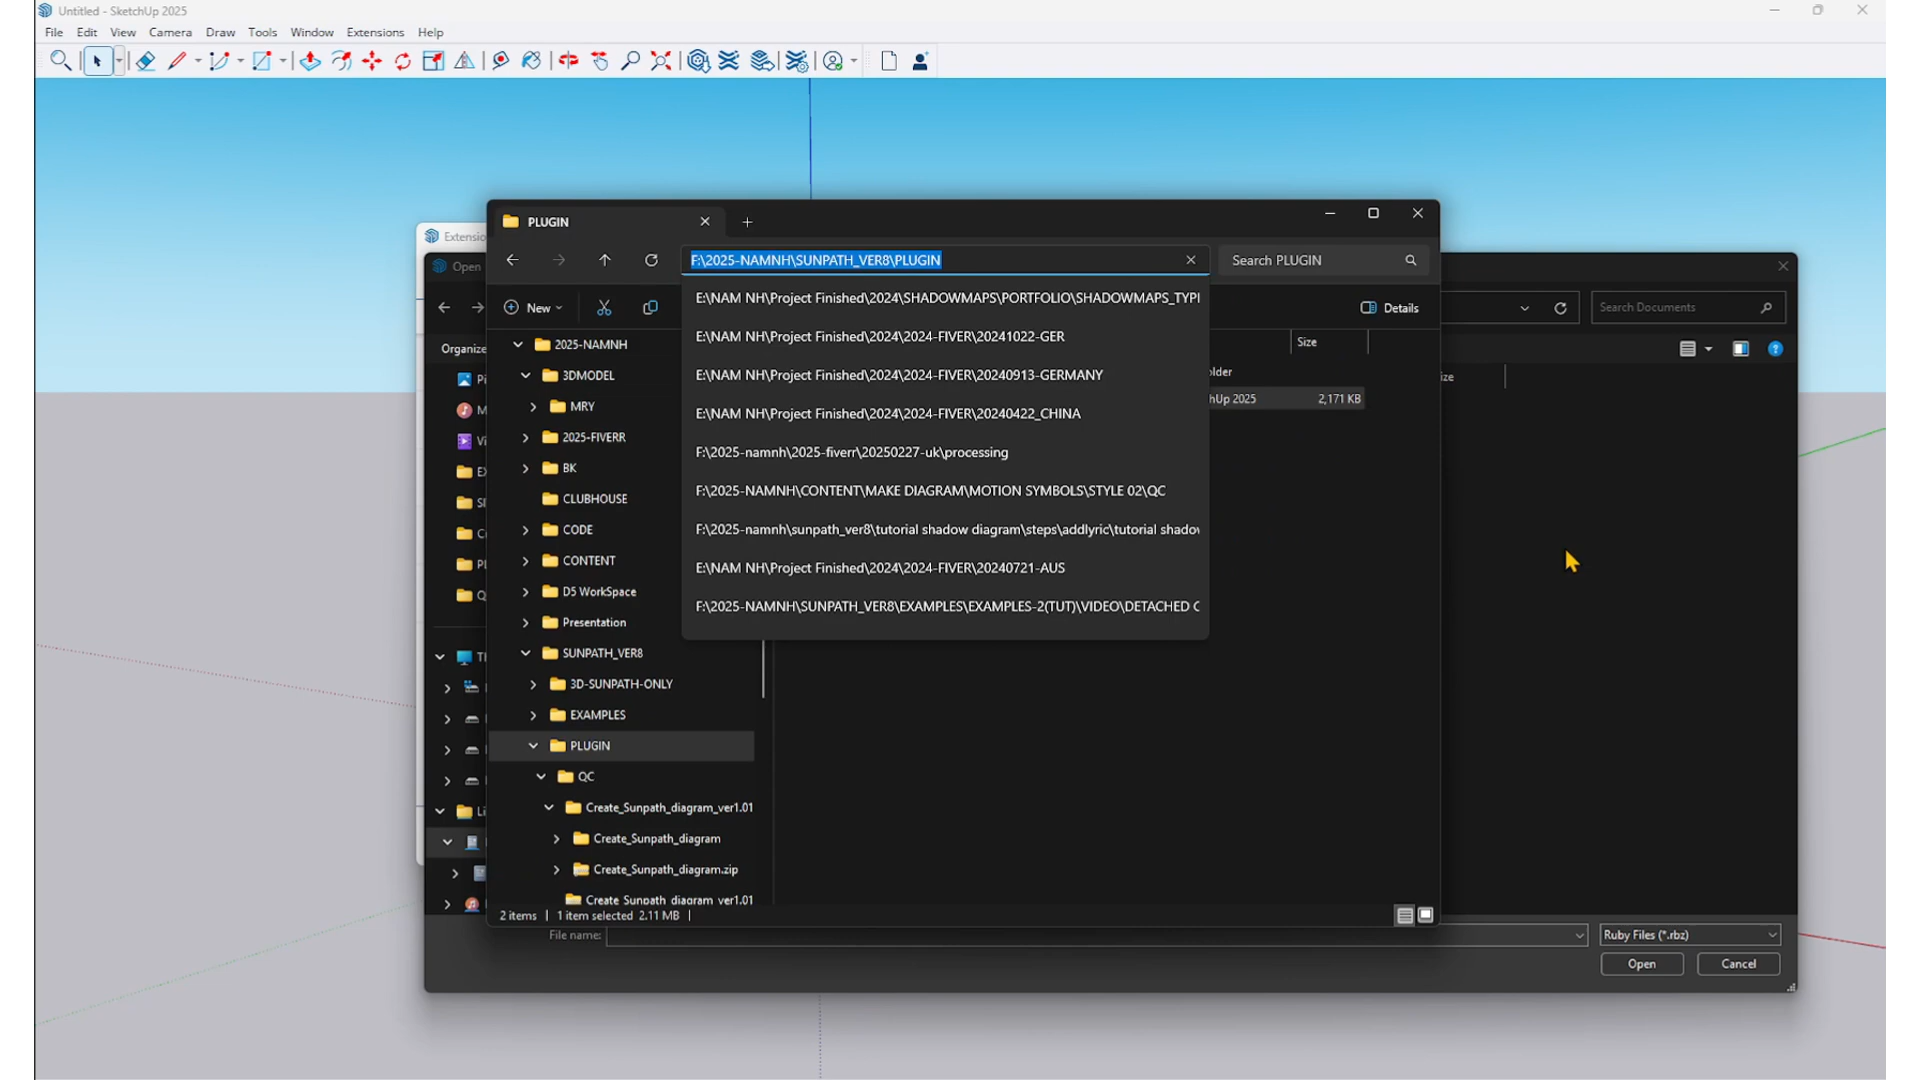 Untitled - SketchUp 2025
File Edit View Camera Draw Tools Window Extensions Help
PLUGIN
Extensio
Open
F:\2025-NAMNH\SUNPATH_VER8\PLUGIN
Search PLUGIN
New
Details
Search Documents
Organize
E:\NAM NH\Project Finished\2024\SHADOWMAPS\PORTFOLIO\SHADOWMAPS_TYPI
E:\NAM NH\Project Finished\2024\2024-FIVER\20241022-GER
E:\NAM NH\Project Finished\2024\2024-FIVER\20240913-GERMANY
E:\NAM NH\Project Finished\2024\2024-FIVER\20240422_CHINA
F:\2025-namnh\2025-fiverr\20250227-uk\processing
F:\2025-NAMNH\CONTENT\MAKE DIAGRAM\MOTION SYMBOLS\STYLE 02\QC
F:\2025-namnh\sunpath_ver8\tutorial shadow diagram\steps\addlyric\tutorial shadov
E:\NAM NH\Project Finished\2024\2024-FIVER\20240721-AUS
F:\2025-NAMNH\SUNPATH_VER8\EXAMPLES\EXAMPLES-2(TUT)\VIDEO\DETACHED C
Size
older
hUp 2025 2,171 KB
ize
2025-NAMNH
3DMODEL
MRY
2025-FIVERR
BK
CLUBHOUSE
CODE
CONTENT
D5 WorkSpace
Presentation
SUNPATH_VER8
3D-SUNPATH-ONLY
EXAMPLES
PLUGIN
QC
Create_Sunpath_diagram_ver1.01
Create_Sunpath_diagram
Create_Sunpath_diagram.zip
Create_Sunpath_diagram_ver1.01
2 items 1 item selected 2.11 MB
File name:
Ruby Files (*.rbz)
Open
Cancel